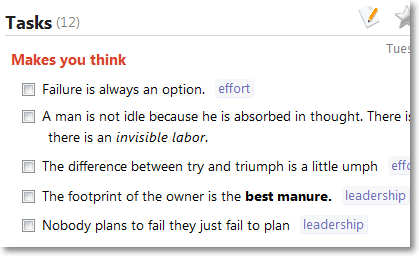 Tasks (12)
Tues
Makes you think
Failure is always an option. effort
A man is not idle because he is absorbed in thought. There is
there is an invisible labor.
The difference between try and triumph is a little umph effo
The footprint of the owner is the best manure. leadership
Nobody plans to fail they just fail to plan leadership